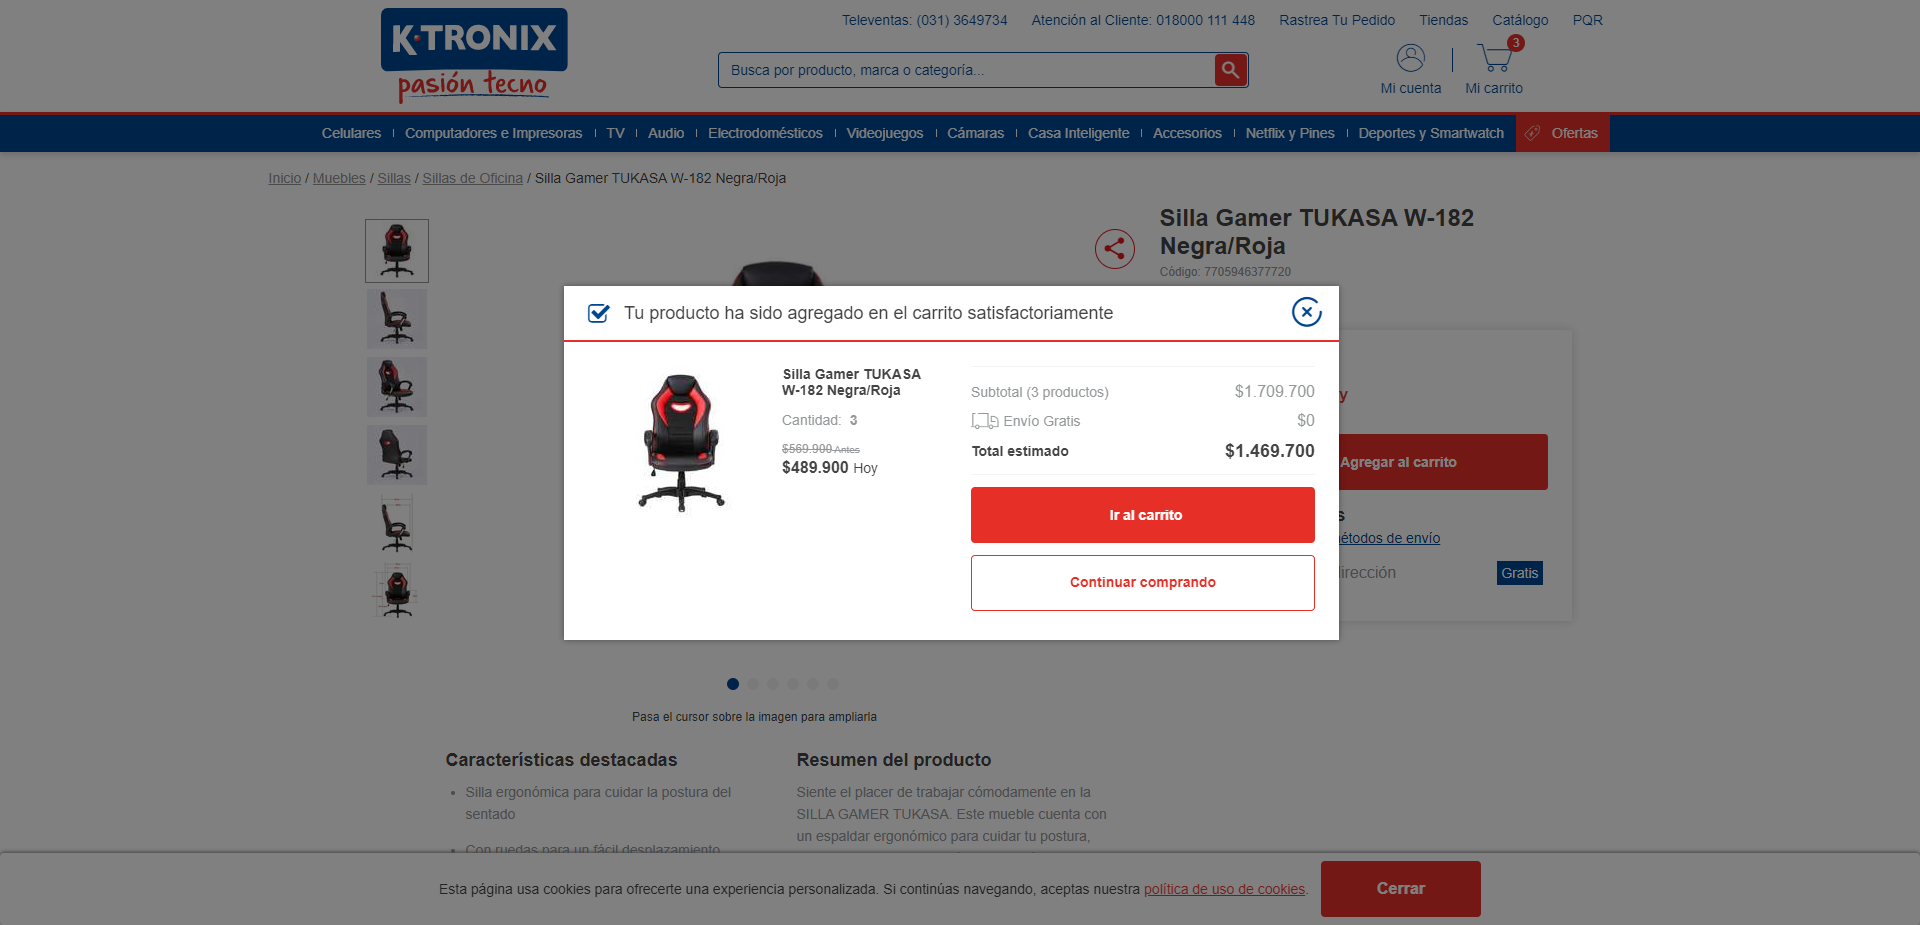 K·TRONIX
pasión tecno
Televentas: (031) 3649734
Atención al Cliente: 018000 111 448
Rastrea Tu Pedido
Tiendas
Catálogo
PQR
Busca por producto, marca o categoría...
Mi cuenta
3
Mi carrito
Celulares
Computadores e Impresoras
TV
Audio
Electrodomésticos
Videojuegos
Cámaras
Casa Inteligente
Accesorios
Netflix y Pines
Deportes y Smartwatch
Ofertas
Inicio / Muebles / Sillas / Sillas de Oficina / Silla Gamer TUKASA W-182 Negra/Roja
Silla Gamer TUKASA W-182
Negra/Roja
Código: 7705946377720
Tu producto ha sido agregado en el carrito satisfactoriamente
Silla Gamer TUKASA
W-182 Negra/Roja
Cantidad: 3
$569.900 Antes
$489.900 Hoy
Subtotal (3 productos) $1.709.700
Envío Gratis $0
Total estimado $1.469.700
Ir al carrito
Continuar comprando
y
Agregar al carrito
s
étodos de envío
irección
Gratis
Pasa el cursor sobre la imagen para ampliarla
Características destacadas
• Silla ergonómica para cuidar la postura del
sentado
• Con ruedas para un fácil desplazamiento
Resumen del producto
Siente el placer de trabajar cómodamente en la
SILLA GAMER TUKASA. Este mueble cuenta con
un espaldar ergonómico para cuidar tu postura,
Esta página usa cookies para ofrecerte una experiencia personalizada. Si continúas navegando, aceptas nuestra política de uso de cookies.
Cerrar